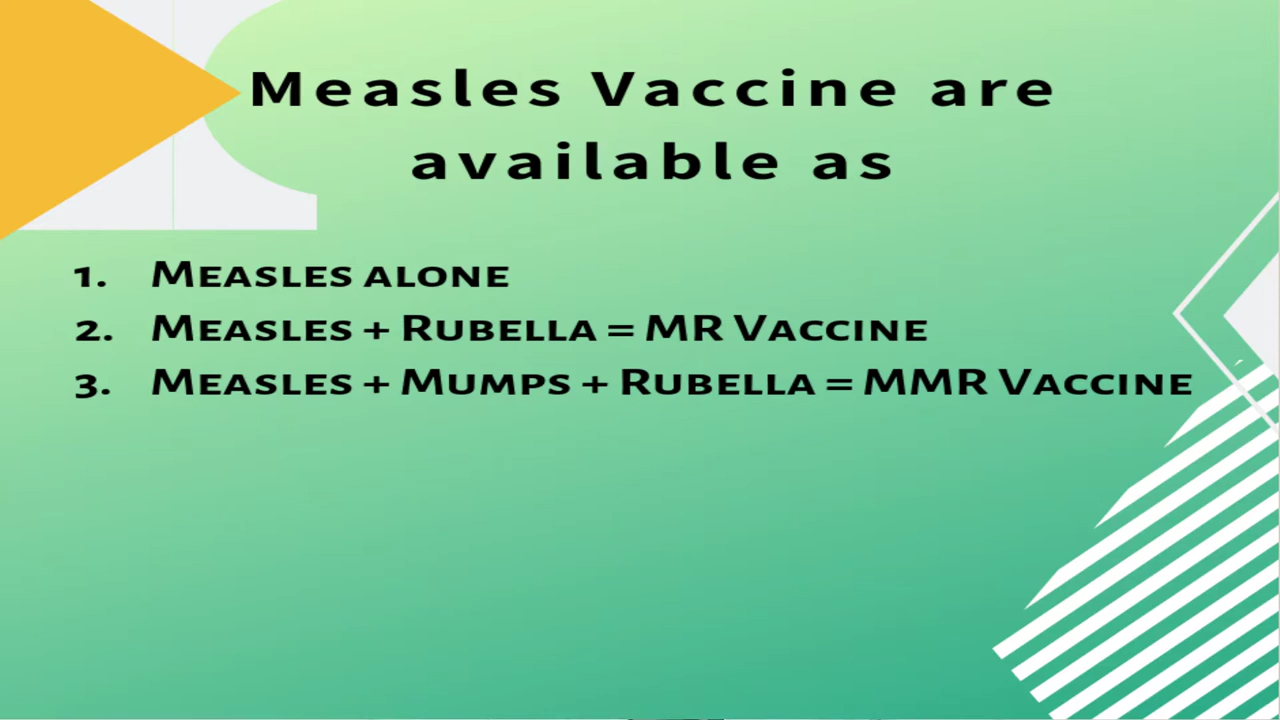 Measles Vaccine are
available as
1. Measles alone
2. Measles + Rubella = MR Vaccine
3. Measles + Mumps + Rubella = MMR Vaccine